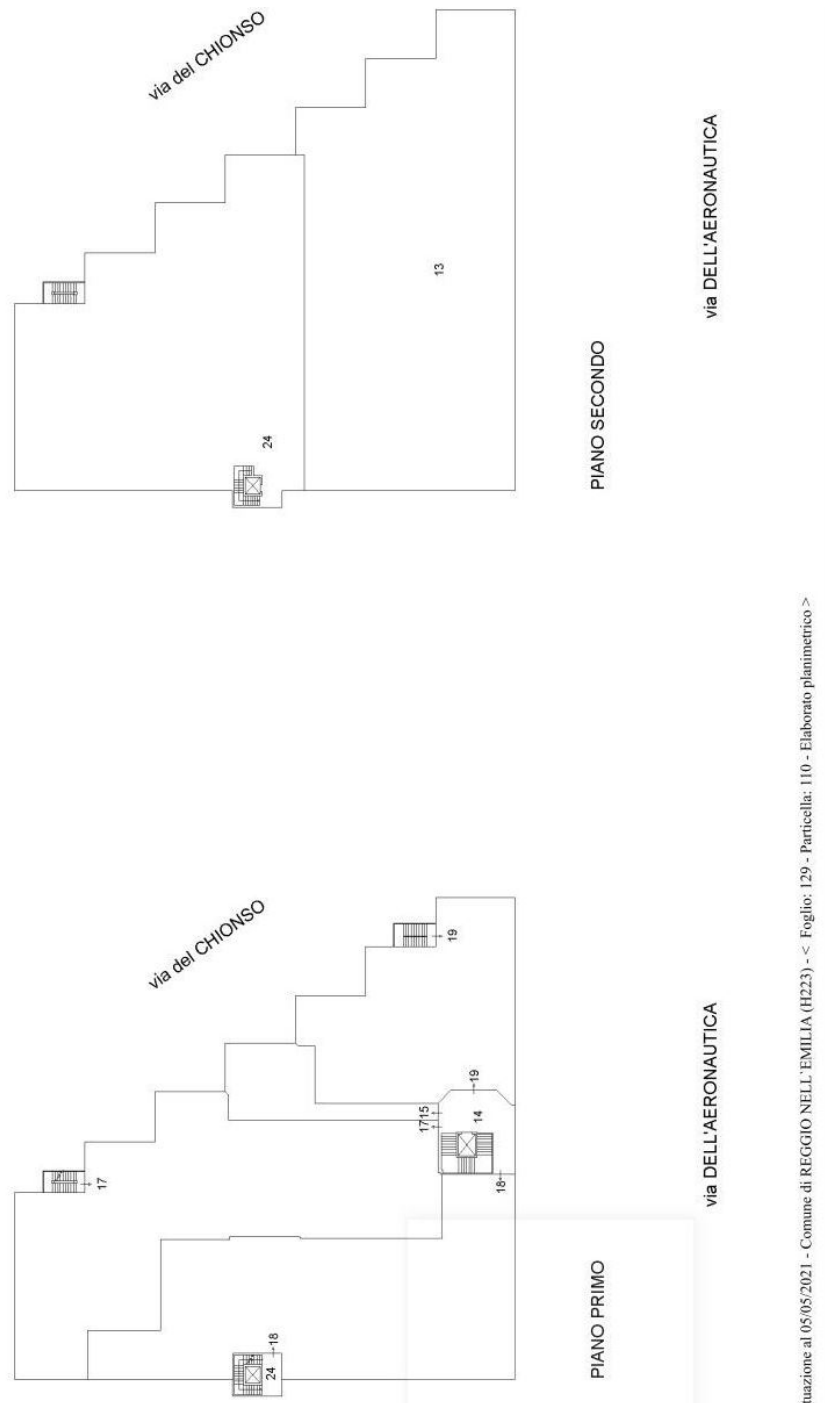 via del CHIONSO
via DELL'AERONAUTICA
13
PIANO SECONDO
24
via del CHIONSO
19
19
1715
14
via DELL'AERONAUTICA
17
18
PIANO PRIMO
18
24
tuazione al 05/05/2021 - Comune di REGGIO NELL`EMILIA (H223) - < Foglio: 129 - Particella: 110 - Elaborato planimetrico >